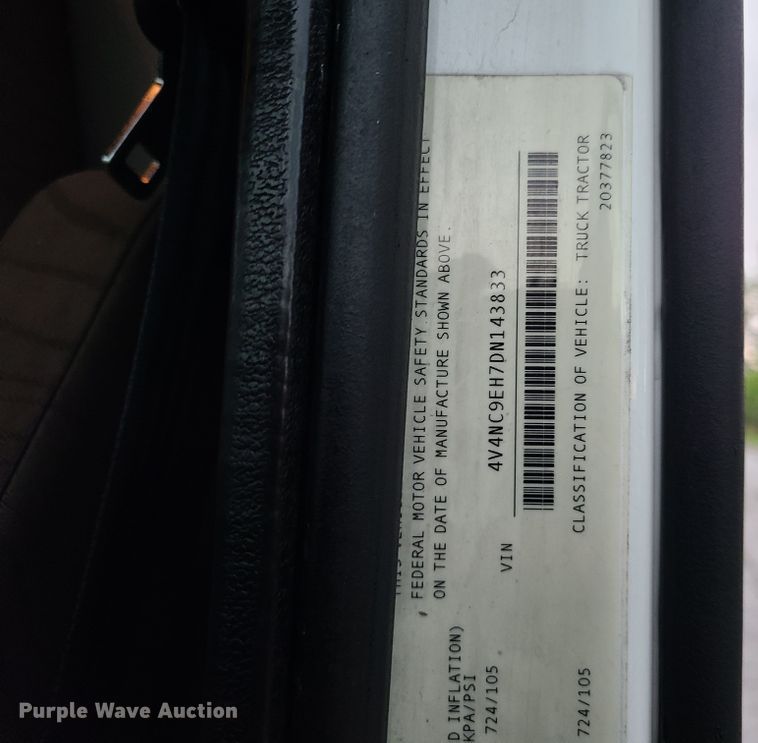 FEDERAL MOTOR VEHICLE SAFETY STANDARDS IN EFFECT
ON THE DATE OF MANUFACTURE SHOWN ABOVE.
VIN 4V4NC9EH7DN143833
CLASSIFICATION OF VEHICLE: TRUCK TRACTOR
20377823
D INFLATION)
KPA/PSI
724/105
724/105
Purple Wave Auction